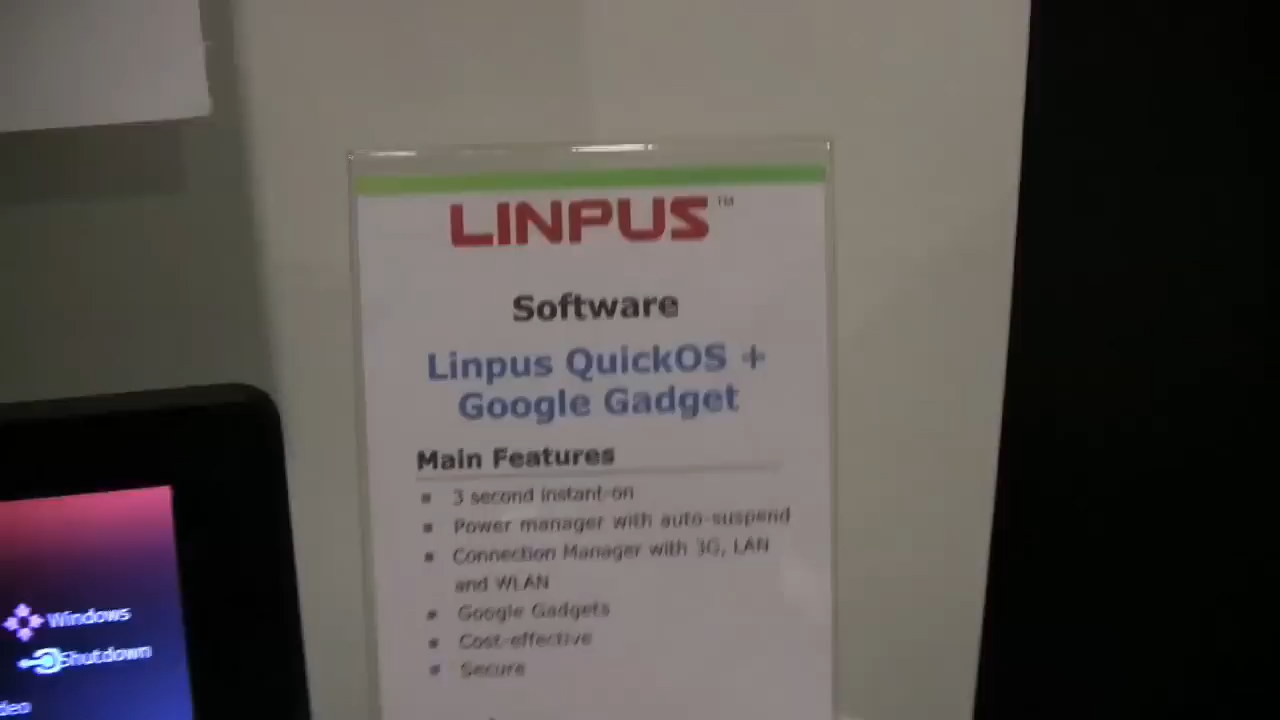 LINPUS™
Software
Linpus QuickOS +
Google Gadget
Main Features
▪ 3 second instant-on
▪ Power manager with auto-suspend
▪ Connection Manager with 3G, LAN
and WLAN
▪ Google Gadgets
▪ Cost-effective
▪ Secure
Windows
Shutdown
deo